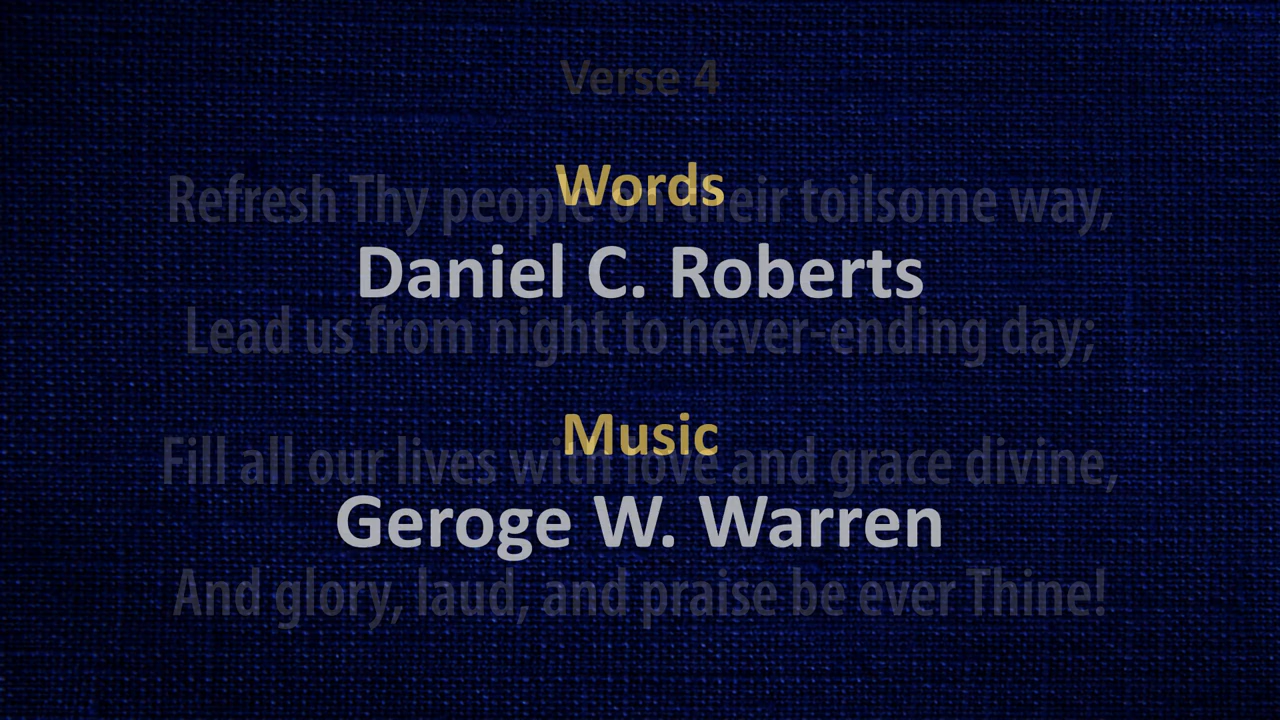 Verse 4
Words
Refresh Thy people on their toilsome way,
Daniel C. Roberts
Lead us from night to never-ending day;
Music
Fill all our lives with love and grace divine,
Geroge W. Warren
And glory, laud, and praise be ever Thine!